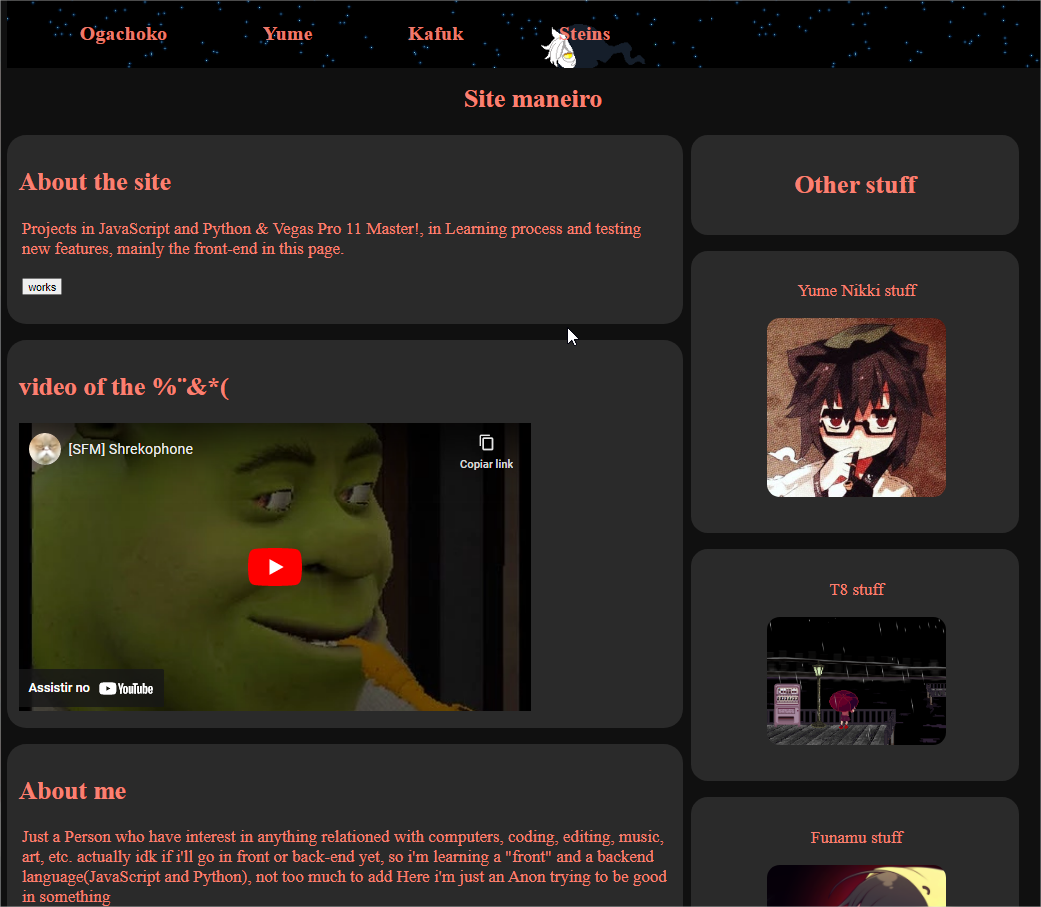 Ogachoko Yume Kafuk Steins
Site maneiro
About the site
Projects in JavaScript and Python & Vegas Pro 11 Master!, in Learning process and testing
new features, mainly the front-end in this page.
works
video of the %¨&*(
[SFM] Shrekophone
Copiar link
Assistir no YouTube
About me
Just a Person who have interest in anything relationed with computers, coding, editing, music,
art, etc. actually idk if i'll go in front or back-end yet, so i'm learning a "front" and a backend
language(JavaScript and Python), not too much to add Here i'm just an Anon trying to be good
in something
Other stuff
Yume Nikki stuff
T8 stuff
Funamu stuff